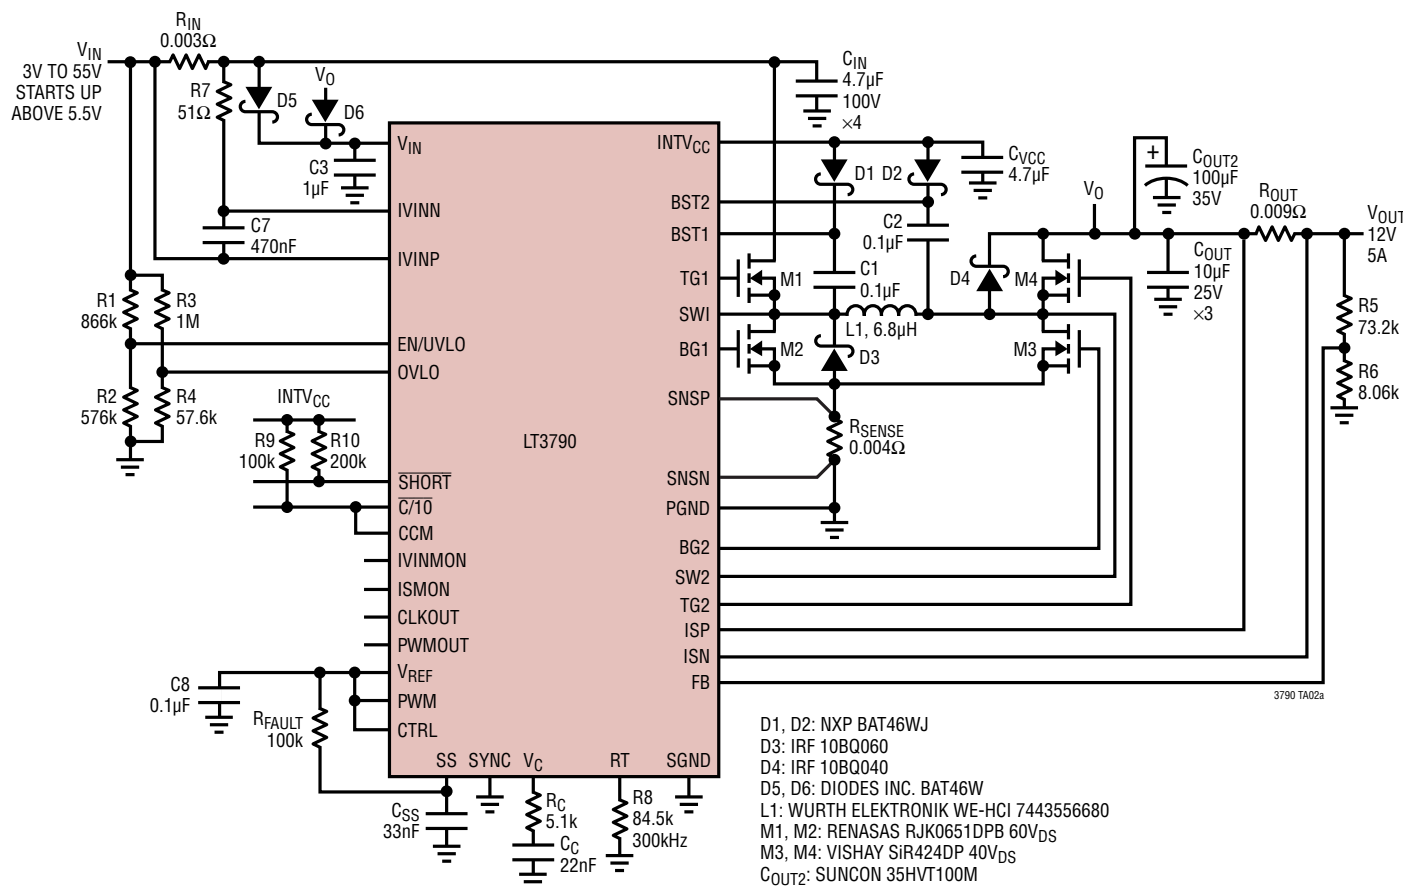 RIN
0.003Ω
VIN
3V TO 55V
STARTS UP
ABOVE 5.5V
R7
51Ω
D5
VO
D6
C3
1µF
C7
470nF
R1
866k
R3
1M
R2
576k
R4
57.6k
INTVCC
R9
100k
R10
200k
C8
0.1µF
RFAULT
100k
CSS
33nF
RC
5.1k
CC
22nF
R8
84.5k
300kHz
VIN
IVINN
IVINP
EN/UVLO
OVLO
SHORT
C/10
CCM
IVINMON
ISMON
CLKOUT
PWMOUT
VREF
PWM
CTRL
SS
SYNC
VC
RT
SGND
LT3790
INTVCC
BST2
BST1
TG1
SWI
BG1
SNSP
SNSN
PGND
BG2
SW2
TG2
ISP
ISN
FB
CIN
4.7µF
100V
×4
D1
D2
CVCC
4.7µF
C2
0.1µF
C1
0.1µF
M1
M2
L1, 6.8µH
D3
D4
M4
M3
RSENSE
0.004Ω
VO
+
COUT2
100µF
35V
ROUT
0.009Ω
VOUT
12V
5A
COUT
10µF
25V
×3
R5
73.2k
R6
8.06k
3790 TA02a
D1, D2: NXP BAT46WJ
D3: IRF 10BQ060
D4: IRF 10BQ040
D5, D6: DIODES INC. BAT46W
L1: WURTH ELEKTRONIK WE-HCI 7443556680
M1, M2: RENASAS RJK0651DPB 60VDS
M3, M4: VISHAY SiR424DP 40VDS
COUT2: SUNCON 35HVT100M